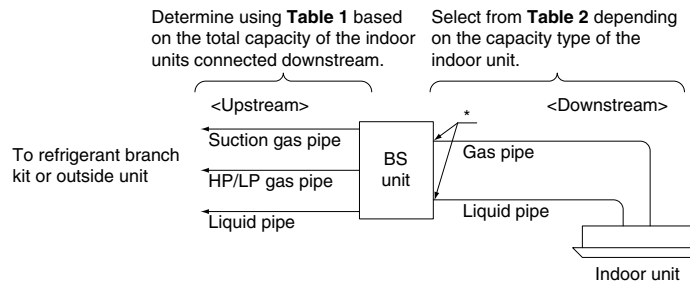 Determine using Table 1 based
on the total capacity of the indoor
units connected downstream.
Select from Table 2 depending
on the capacity type of the
indoor unit.
<Upstream>
<Downstream>
*
To refrigerant branch
kit or outside unit
Suction gas pipe
HP/LP gas pipe
Liquid pipe
BS
unit
Gas pipe
Liquid pipe
Indoor unit